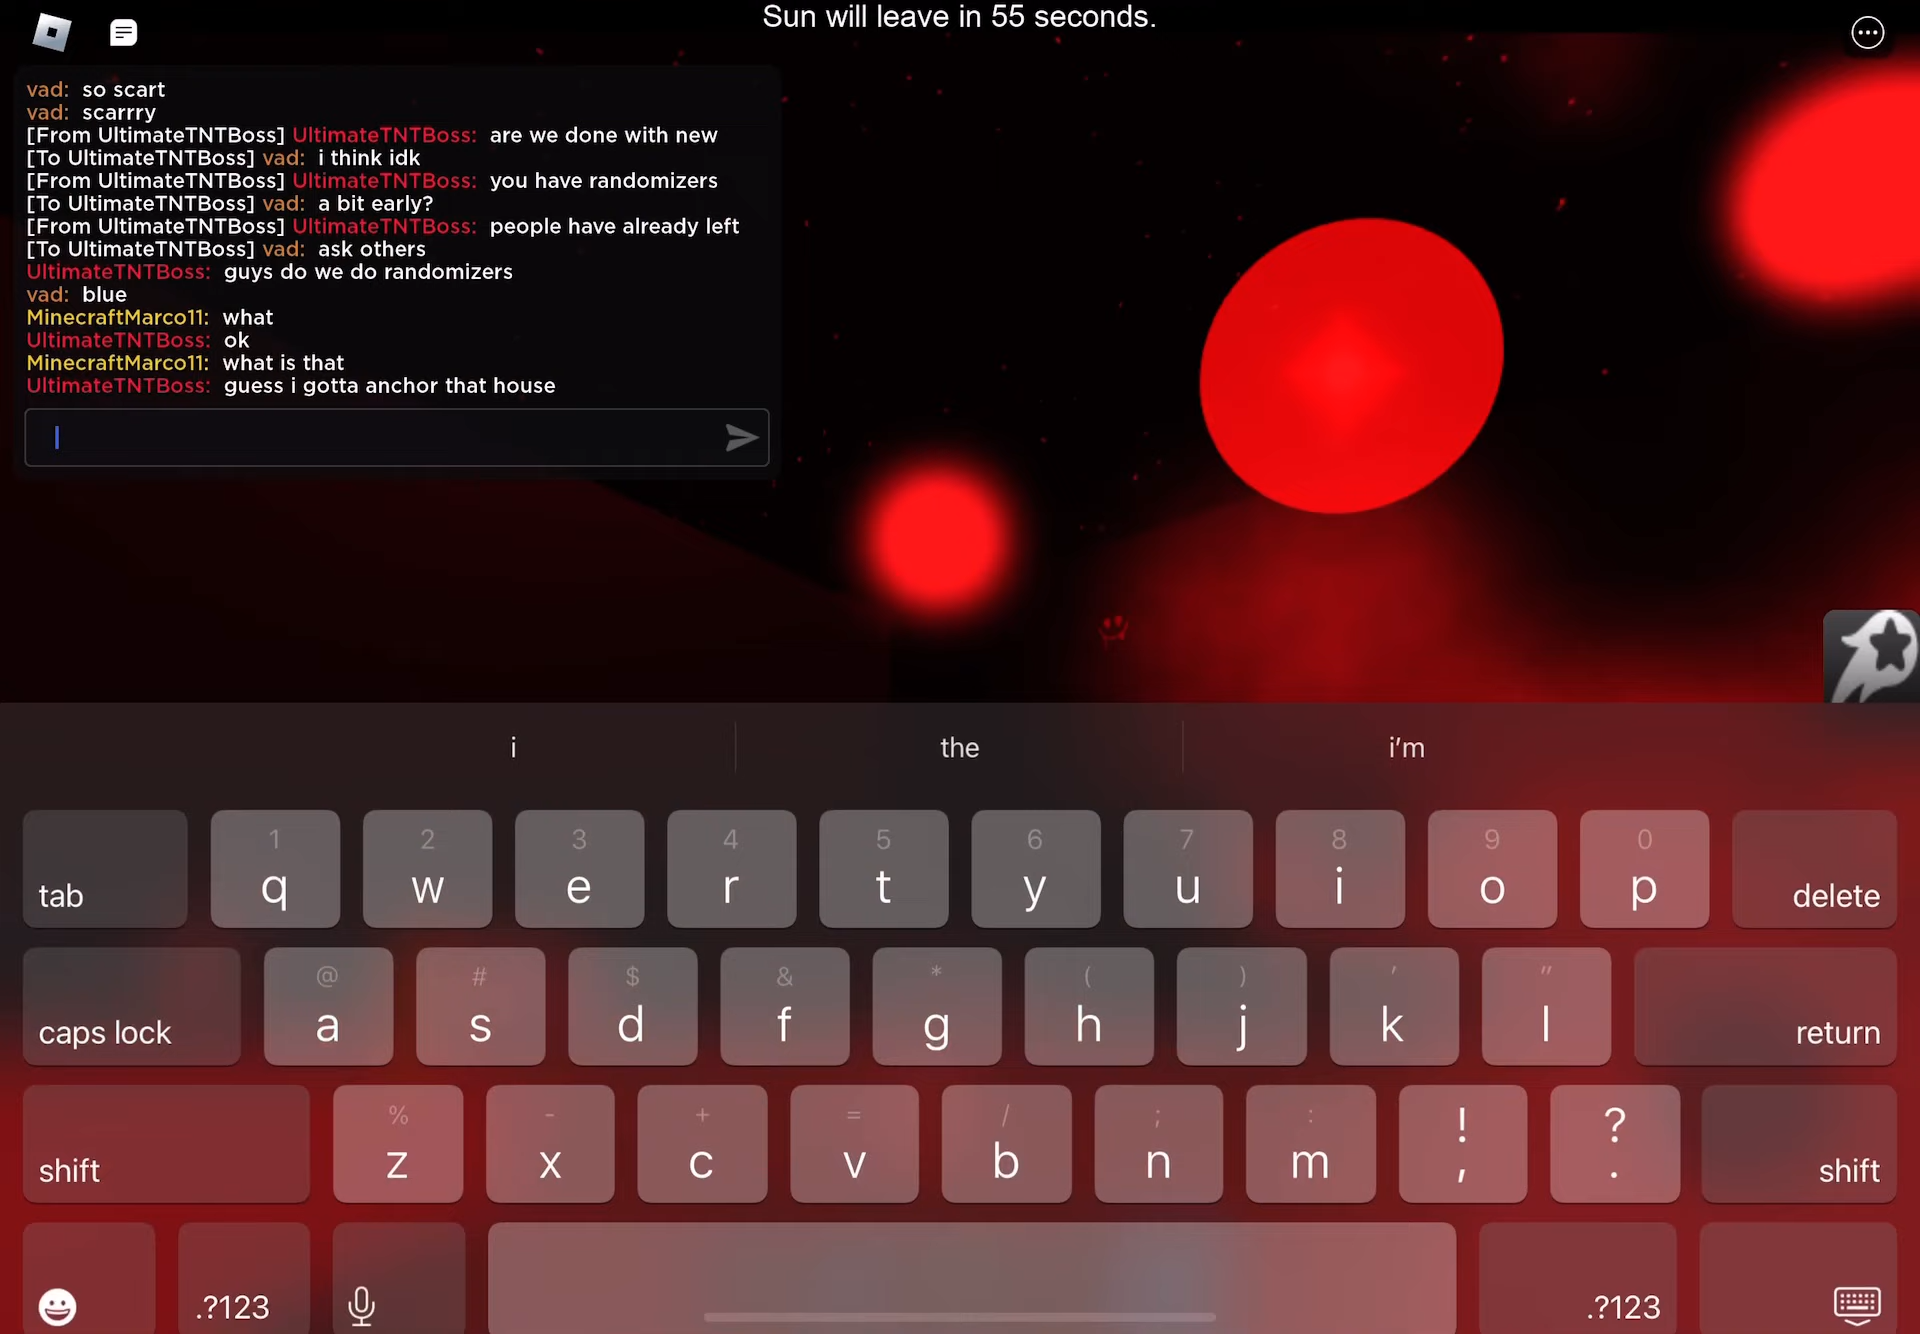 Sun will leave in 55 seconds.
vad: so scart
vad: scarrry
[From UltimateTNTBoss] UltimateTNTBoss: are we done with new
[To UltimateTNTBoss] vad: i think idk
[From UltimateTNTBoss] UltimateTNTBoss: you have randomizers
[To UltimateTNTBoss] vad: a bit early?
[From UltimateTNTBoss] UltimateTNTBoss: people have already left
[To UltimateTNTBoss] vad: ask others
UltimateTNTBoss: guys do we do randomizers
vad: blue
MinecraftMarco11: what
UltimateTNTBoss: ok
MinecraftMarco11: what is that
UltimateTNTBoss: guess i gotta anchor that house
i the i'm
1 2 3 4 5 6 7 8 9 0
tab q w e r t y u i o p delete
@ # $ & * ( ) ' "
caps lock a s d f g h j k l return
% - + = / ; : ! ?
shift z x c v b n m , . shift
.?123 .?123